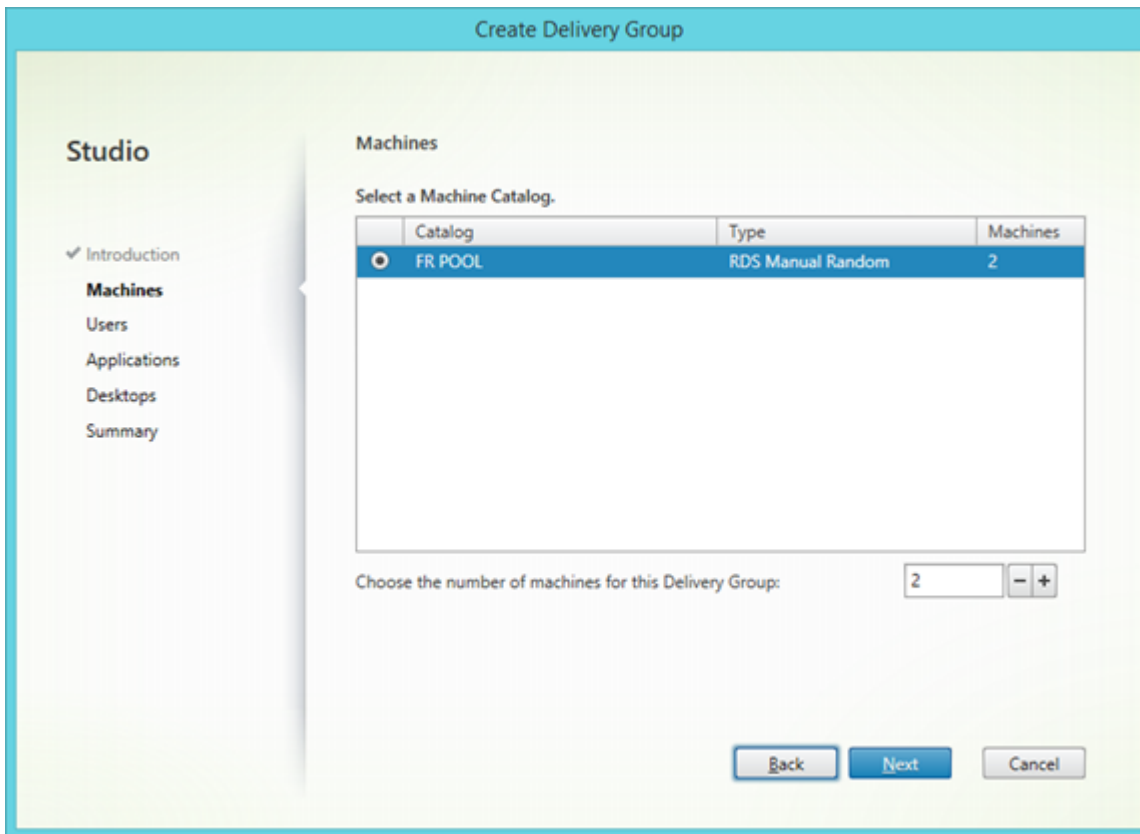 Create Delivery Group
Studio
✔ Introduction
Machines
Users
Applications
Desktops
Summary
Machines
Select a Machine Catalog.
Catalog Type Machines
FR POOL RDS Manual Random 2
Choose the number of machines for this Delivery Group: 2 − +
Back Next Cancel